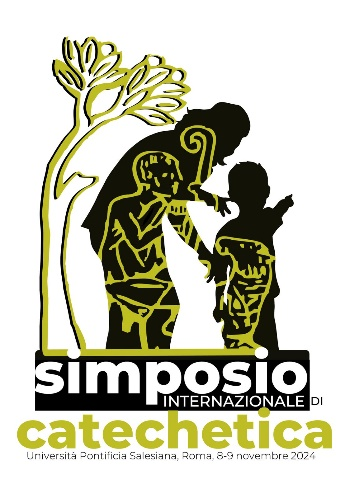 simposio
INTERNAZIONALE DI
catechetica
Università Pontificia Salesiana, Roma, 8-9 novembre 2024